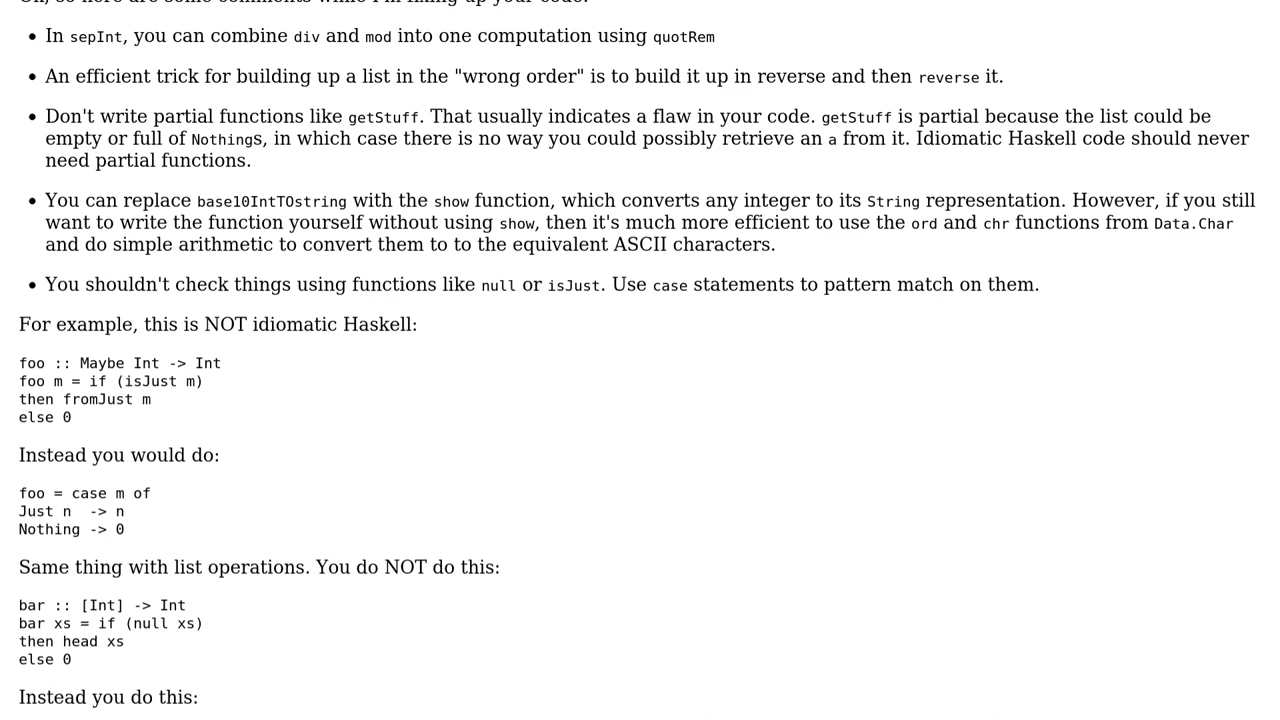 Ok, so here are some comments while I'm fixing up your code:
In sepInt, you can combine div and mod into one computation using quotRem
An efficient trick for building up a list in the "wrong order" is to build it up in reverse and then reverse it.
Don't write partial functions like getStuff. That usually indicates a flaw in your code. getStuff is partial because the list could be
empty or full of Nothings, in which case there is no way you could possibly retrieve an a from it. Idiomatic Haskell code should never
need partial functions.
You can replace base10IntTOstring with the show function, which converts any integer to its String representation. However, if you still
want to write the function yourself without using show, then it's much more efficient to use the ord and chr functions from Data.Char
and do simple arithmetic to convert them to to the equivalent ASCII characters.
You shouldn't check things using functions like null or isJust. Use case statements to pattern match on them.
For example, this is NOT idiomatic Haskell:
foo :: Maybe Int -> Int
foo m = if (isJust m)
then fromJust m
else 0
Instead you would do:
foo = case m of
Just n  -> n
Nothing -> 0
Same thing with list operations. You do NOT do this:
bar :: [Int] -> Int
bar xs = if (null xs)
then head xs
else 0
Instead you do this: